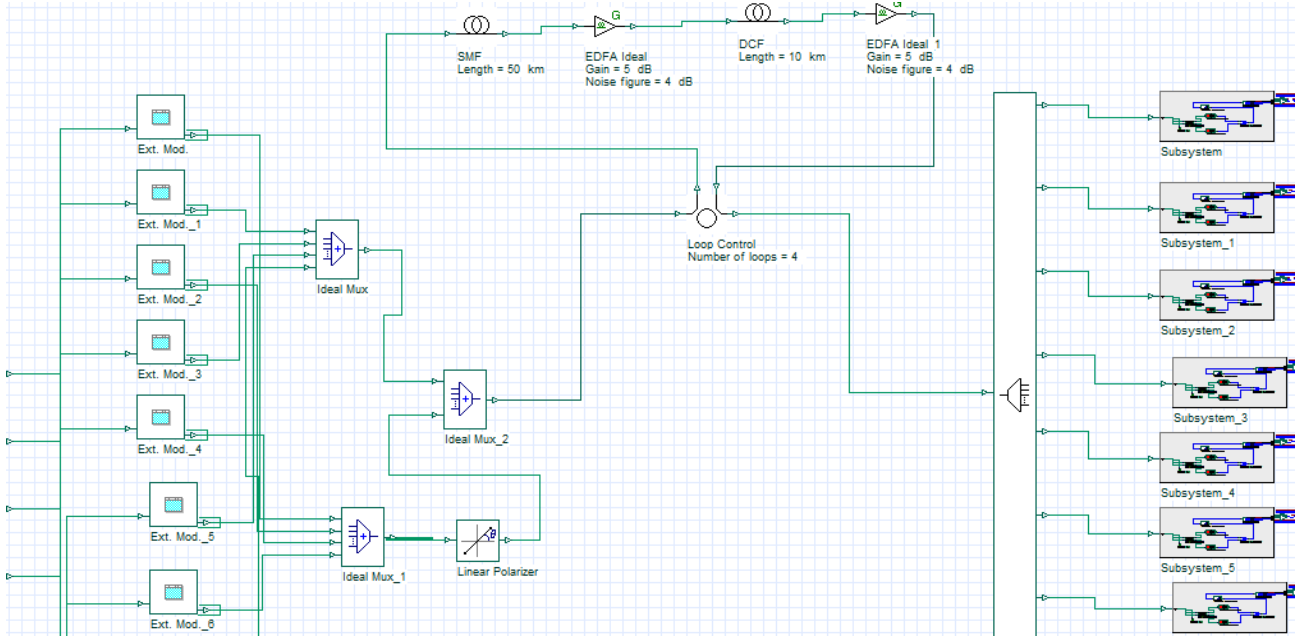 G
G
SMF
Length = 50 km
EDFA Ideal
Gain = 5 dB
Noise figure = 4 dB
DCF
Length = 10 km
EDFA Ideal 1
Gain = 5 dB
Noise figure = 4 dB
Ext. Mod.
Ext. Mod._1
Ext. Mod._2
Ext. Mod._3
Ext. Mod._4
Ext. Mod._5
Ext. Mod._6
Ideal Mux
Ideal Mux_2
Ideal Mux_1
Linear Polarizer
Loop Control
Number of loops = 4
Subsystem
Subsystem_1
Subsystem_2
Subsystem_3
Subsystem_4
Subsystem_5